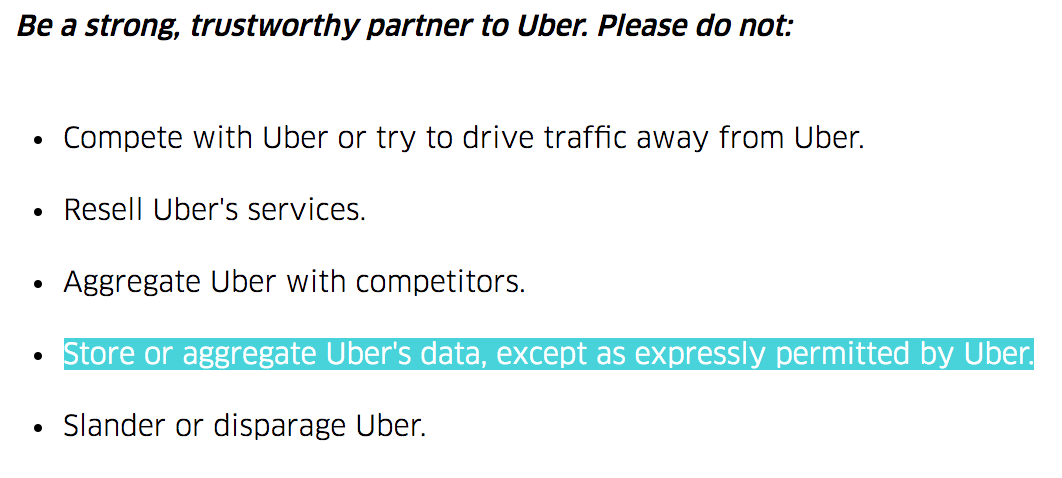 Be a strong, trustworthy partner to Uber. Please do not:
• Compete with Uber or try to drive traffic away from Uber.
• Resell Uber's services.
• Aggregate Uber with competitors.
• Store or aggregate Uber's data, except as expressly permitted by Uber.
• Slander or disparage Uber.